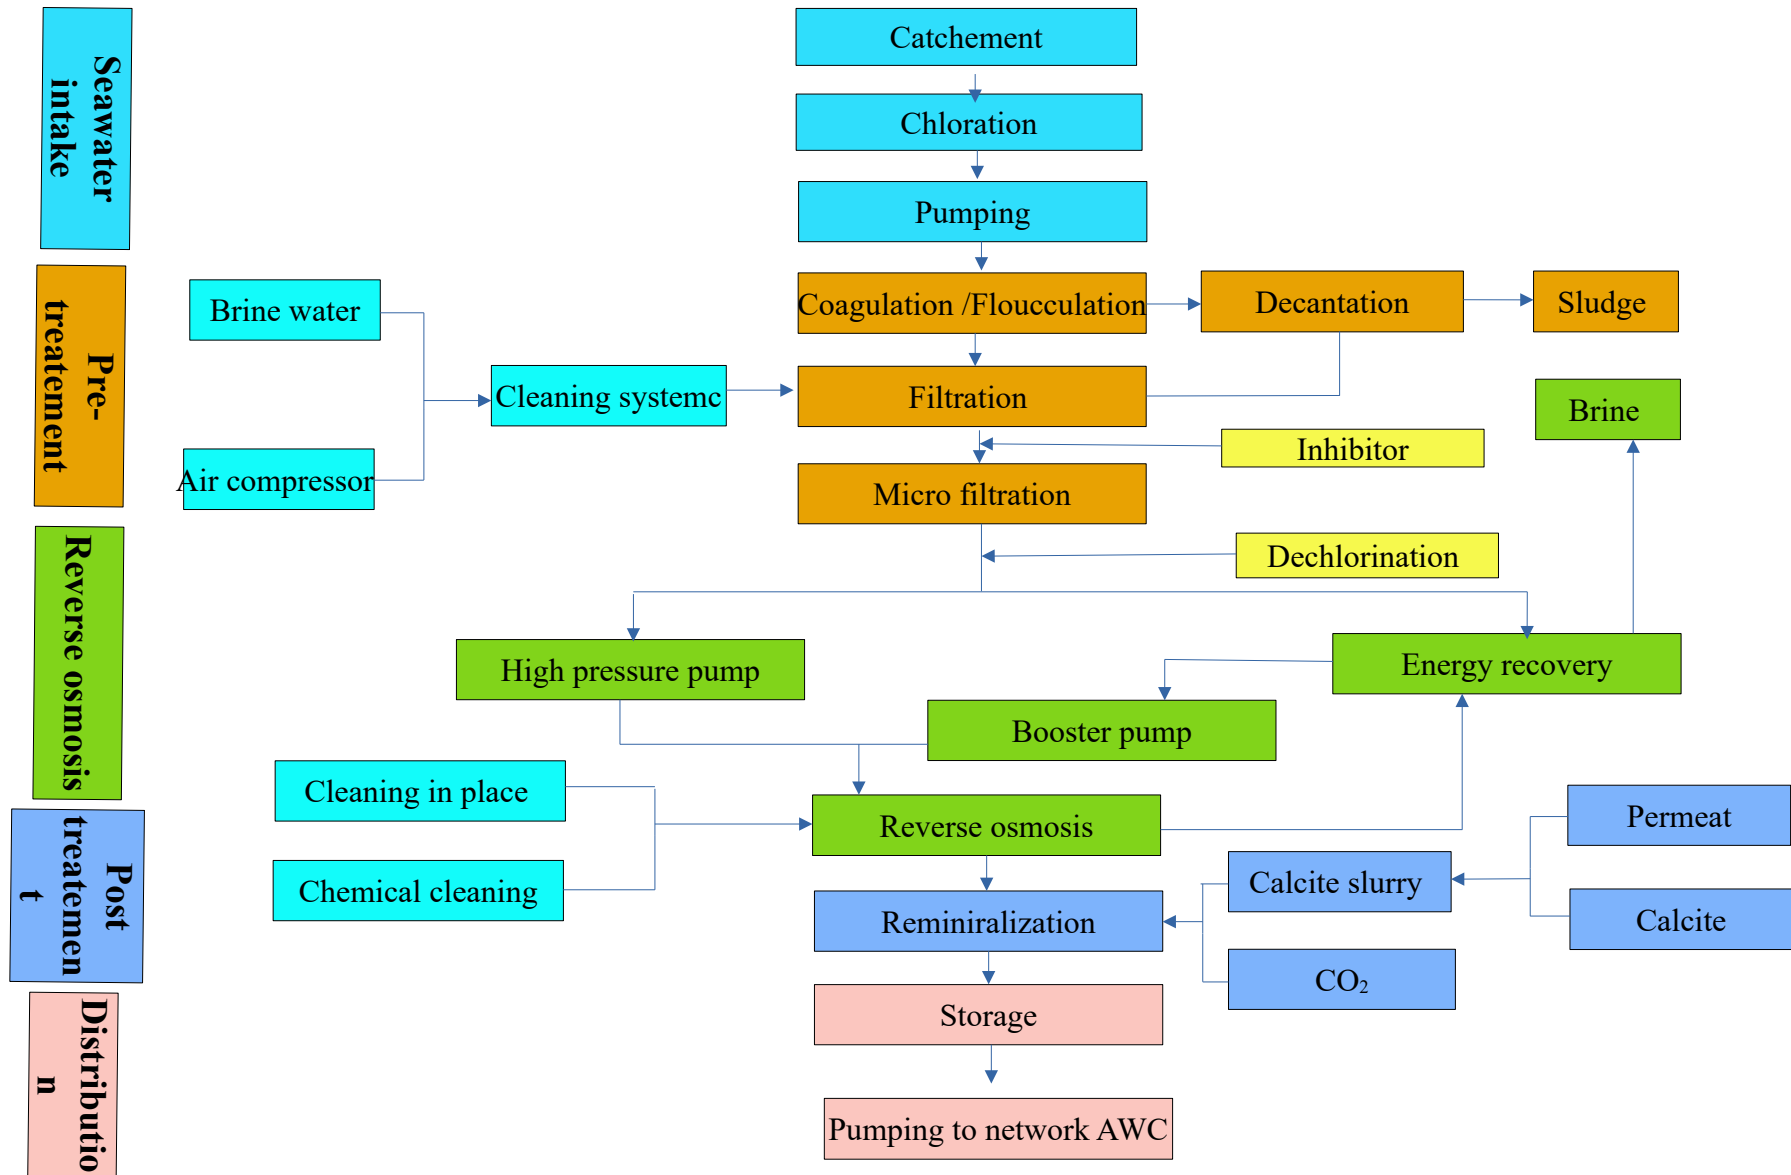 Seawater
intake
Catchement
Chloration
Pumping
Pre-
treatement
Brine water
Coagulation /Floucculation
Decantation
Sludge
Cleaning systemc
Filtration
Brine
Inhibitor
Air compressor
Micro filtration
Reverse osmosis
Dechlorination
High pressure pump
Energy recovery
Booster pump
Cleaning in place
Reverse osmosis
Permeat
Post
treatemen
t
Chemical cleaning
Calcite slurry
Reminiralization
Calcite
CO₂
Distributio
n
Storage
Pumping to network AWC